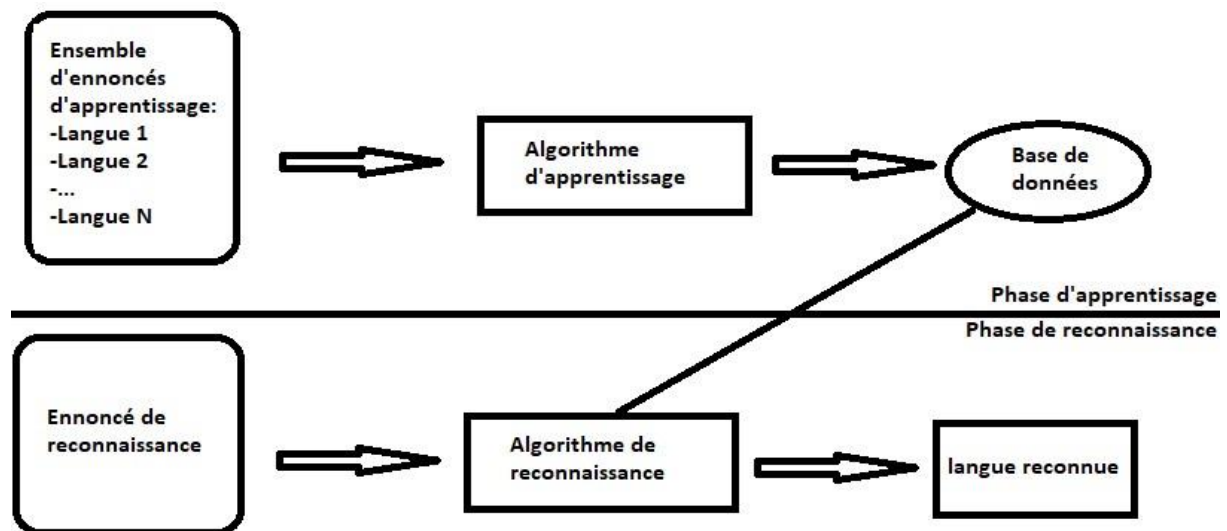 Ensemble
d'ennoncés
d'apprentissage:
-Langue 1
-Langue 2
-...
-Langue N
Algorithme
d'apprentissage
Base de
données
Phase d'apprentissage
Phase de reconnaissance
Ennoncé de
reconnaissance
Algorithme de
reconnaissance
langue reconnue